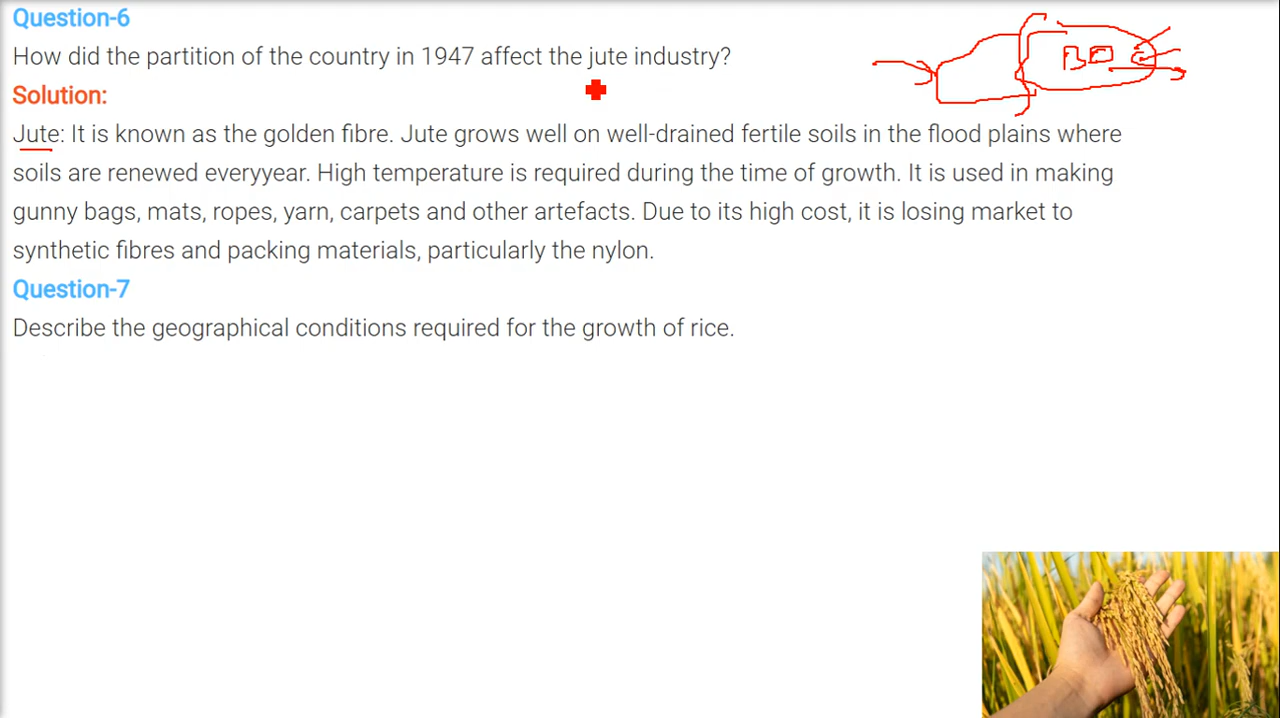 Question-6
How did the partition of the country in 1947 affect the jute industry?
BD
Solution:
Jute: It is known as the golden fibre. Jute grows well on well-drained fertile soils in the flood plains where
soils are renewed everyyear. High temperature is required during the time of growth. It is used in making
gunny bags, mats, ropes, yarn, carpets and other artefacts. Due to its high cost, it is losing market to
synthetic fibres and packing materials, particularly the nylon.
Question-7
Describe the geographical conditions required for the growth of rice.